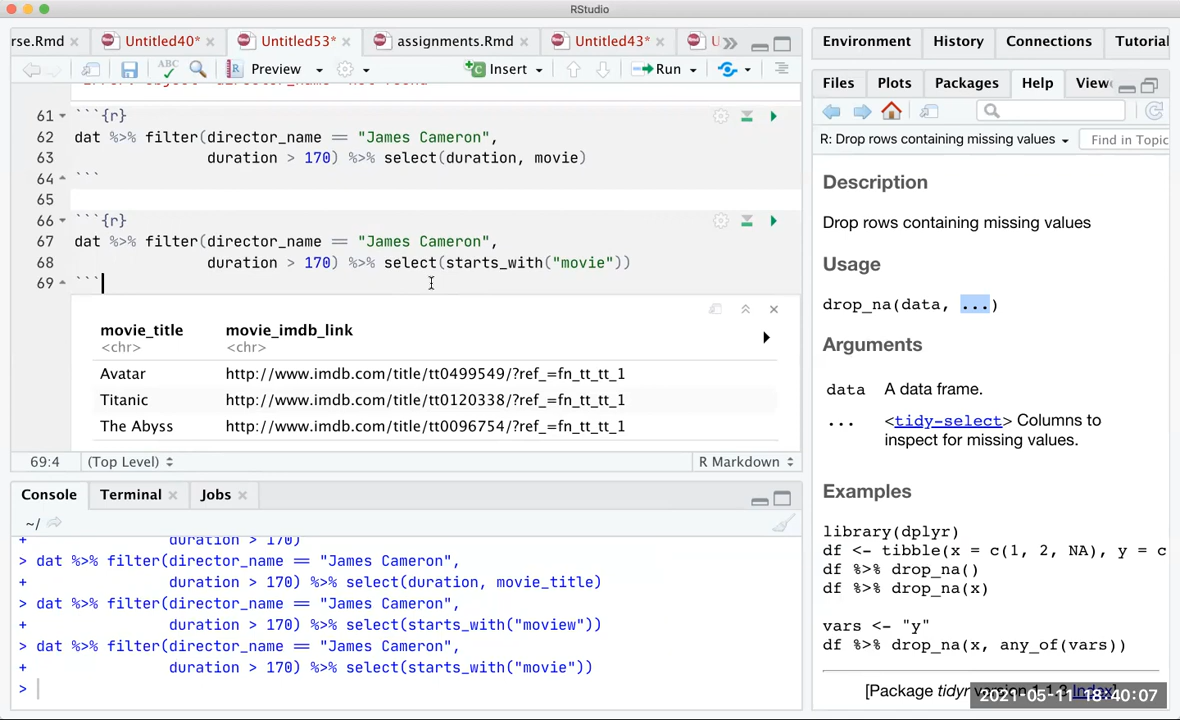 RStudio
rse.Rmd
Untitled40*
Untitled53*
assignments.Rmd
Untitled43*
U
Environment
History
Connections
Tutorial
ABC
Preview
Insert
Run
Files
Plots
Packages
Help
View
61
```{r}
62
dat %>% filter(director_name == "James Cameron",
63
duration > 170) %>% select(duration, movie)
64
```
65
66
```{r}
67
dat %>% filter(director_name == "James Cameron",
68
duration > 170) %>% select(starts_with("movie"))
69
```
movie_title
movie_imdb_link
<chr>
<chr>
Avatar
http://www.imdb.com/title/tt0499549/?ref_=fn_tt_tt_1
Titanic
http://www.imdb.com/title/tt0120338/?ref_=fn_tt_tt_1
The Abyss
http://www.imdb.com/title/tt0096754/?ref_=fn_tt_tt_1
69:4
(Top Level)
R Markdown
Console
Terminal
Jobs
~/
+ duration > 170)
> dat %>% filter(director_name == "James Cameron",
+ duration > 170) %>% select(duration, movie_title)
> dat %>% filter(director_name == "James Cameron",
+ duration > 170) %>% select(starts_with("moview"))
> dat %>% filter(director_name == "James Cameron",
+ duration > 170) %>% select(starts_with("movie"))
>
R: Drop rows containing missing values
Find in Topic
Description
Drop rows containing missing values
Usage
drop_na(data, ...)
Arguments
data
A data frame.
...
<tidy-select> Columns to
inspect for missing values.
Examples
library(dplyr)
df <- tibble(x = c(1, 2, NA), y = c
df %>% drop_na()
df %>% drop_na(x)
vars <- "y"
df %>% drop_na(x, any_of(vars))
[Package tidyr
2021-05-11 18:40:07